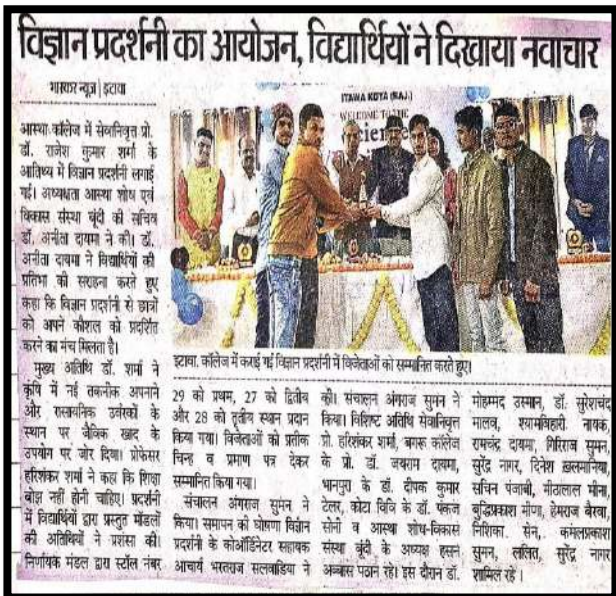 विज्ञान प्रदर्शनी का आयोजन, विद्यार्थियों ने दिखाया नवाचार
भास्कर न्यूज | इटावा
आस्था कॉलेज में सेवानिवृत्त प्रो.
डॉ. राजेश कुमार शर्मा के
आतिथ्य में विज्ञान प्रदर्शनी लगाई
गई। अध्यक्षता आस्था शोध एवं
विकास संस्था बूंदी की सचिव
डॉ. अनीता दायमा ने की। डॉ.
अनीता दायमा ने विद्यार्थियों की
प्रतिभा की सराहना करते हुए
कहा कि विज्ञान प्रदर्शनी से छात्रों
को अपने कौशल को प्रदर्शित
करने का मंच मिलता है।
मुख्य अतिथि डॉ. शर्मा ने
कृषि में नई तकनीक अपनाने
और रासायनिक उर्वरकों के
स्थान पर जैविक खाद के
उपयोग पर जोर दिया। प्रोफेसर
हरिशंकर शर्मा ने कहा कि शिक्षा
बोझ नहीं होनी चाहिए। प्रदर्शनी
में विद्यार्थियों द्वारा प्रस्तुत मॉडलों
की अतिथियों ने प्रशंसा की।
निर्णायक मंडल द्वारा स्टॉल नंबर
ITAWA KOTA (RAJ.)
WELCOME TO THE
इटावा. कॉलेज में कराई गई विज्ञान प्रदर्शनी में विजेताओं को सम्मानित करते हुए।
29 को प्रथम, 27 को द्वितीय
और 28 को तृतीय स्थान प्रदान
किया गया। विजेताओं को प्रतीक
चिन्ह व प्रमाण पत्र देकर
सम्मानित किया गया।
संचालन अंगराज सुमन ने
किया। समापन की घोषणा विज्ञान
प्रदर्शनी के कोऑर्डिनेटर सहायक
आचार्य भरतराज सलवाडिया ने
की। संचालन अंगराज सुमन ने
किया। विशिष्ट अतिथि सेवानिवृत्त
प्रो. हरिशंकर शर्मा, बगरू कॉलेज
के प्रो. डॉ. जयराम दायमा,
भानपुरा के डॉ. दीपक कुमार
टेलर, कोटा विवि के डॉ. पंकज
सोनी व आस्था शोध-विकास
संस्था बूंदी के अध्यक्ष हसन
अब्बास पठान रहे। इस दौरान डॉ.
मोहम्मद उस्मान, डॉ. सुरेशचंद
मालव, श्यामबिहारी नायक,
रामचंद्र दायमा, गिरिराज सुमन,
सुरेंद्र नागर, दिनेश खलमानिया,
सचिन पंजाबी, मीठालाल मीना,
बुद्धिप्रकाश मीणा, हेमराज बैरवा,
निशिका सेन, कमलप्रकाश
सुमन, ललित, सुरेंद्र नागर
शामिल रहे।